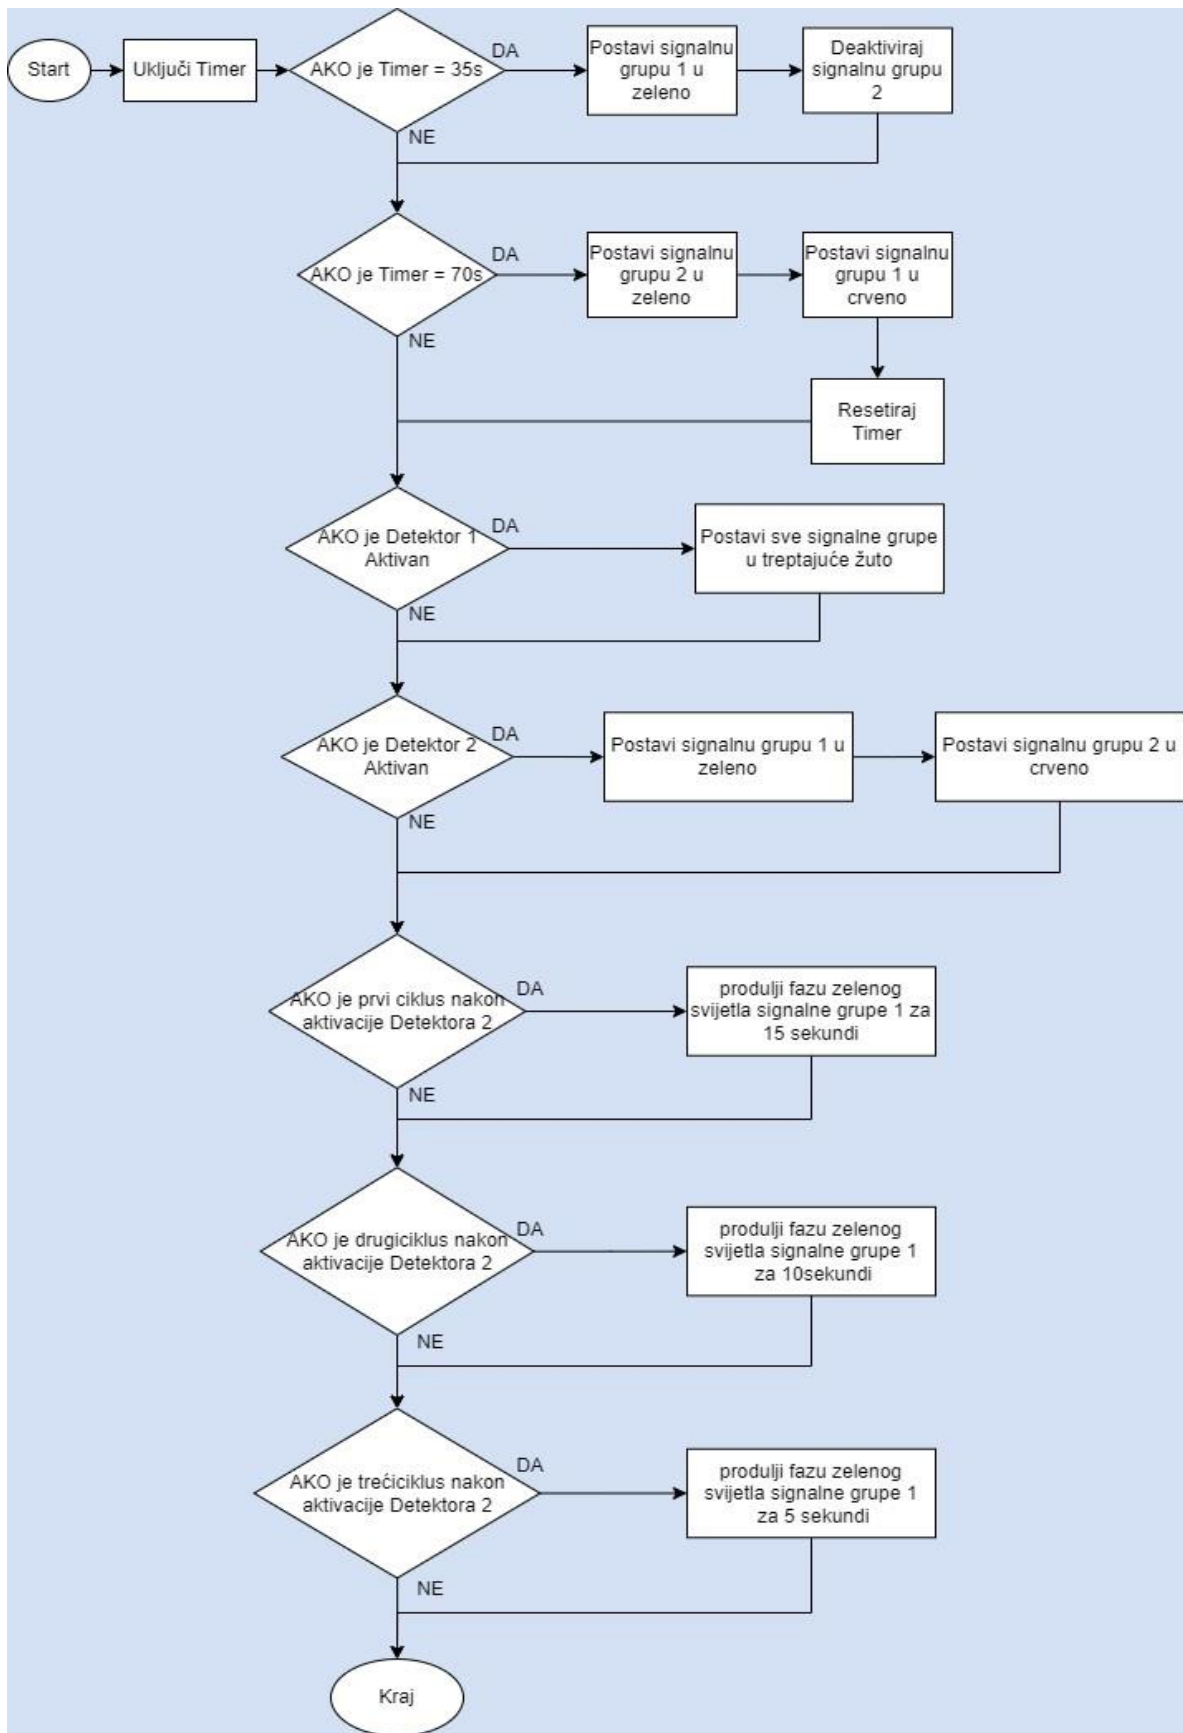 Start
Uključi Timer
AKO je Timer = 35s
DA
Postavi signalnu
grupu 1 u
zeleno
Deaktiviraj
signalnu grupu
2
NE
AKO je Timer = 70s
DA
Postavi signalnu
grupu 2 u
zeleno
Postavi signalnu
grupu 1 u
crveno
NE
Resetiraj
Timer
AKO je Detektor 1
Aktivan
DA
Postavi sve signalne grupe
u treptajuće žuto
NE
AKO je Detektor 2
Aktivan
DA
Postavi signalnu grupu 1 u
zeleno
Postavi signalnu grupu 2 u
crveno
NE
AKO je prvi ciklus nakon
aktivacije Detektora 2
DA
produlji fazu zelenog
svijetla signalne grupe 1 za
15 sekundi
NE
AKO je drugiciklus nakon
aktivacije Detektora 2
DA
produlji fazu zelenog
svijetla signalne grupe 1
za 10sekundi
NE
AKO je trećiciklus nakon
aktivacije Detektora 2
DA
produlji fazu zelenog
svijetla signalne grupe 1
za 5 sekundi
NE
Kraj